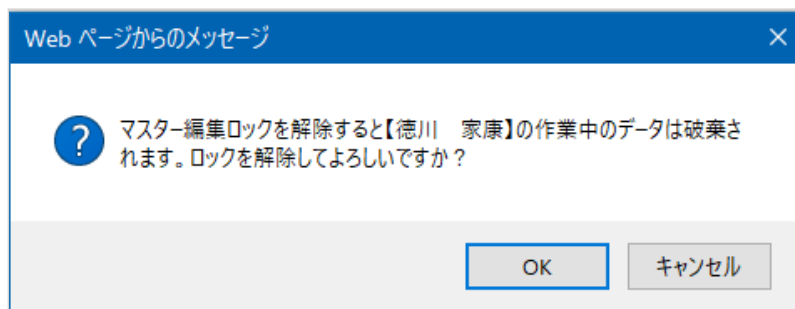 Web ページからのメッセージ
マスター編集ロックを解除すると【徳川　家康】の作業中のデータは破棄さ
れます。ロックを解除してよろしいですか？
OK
キャンセル